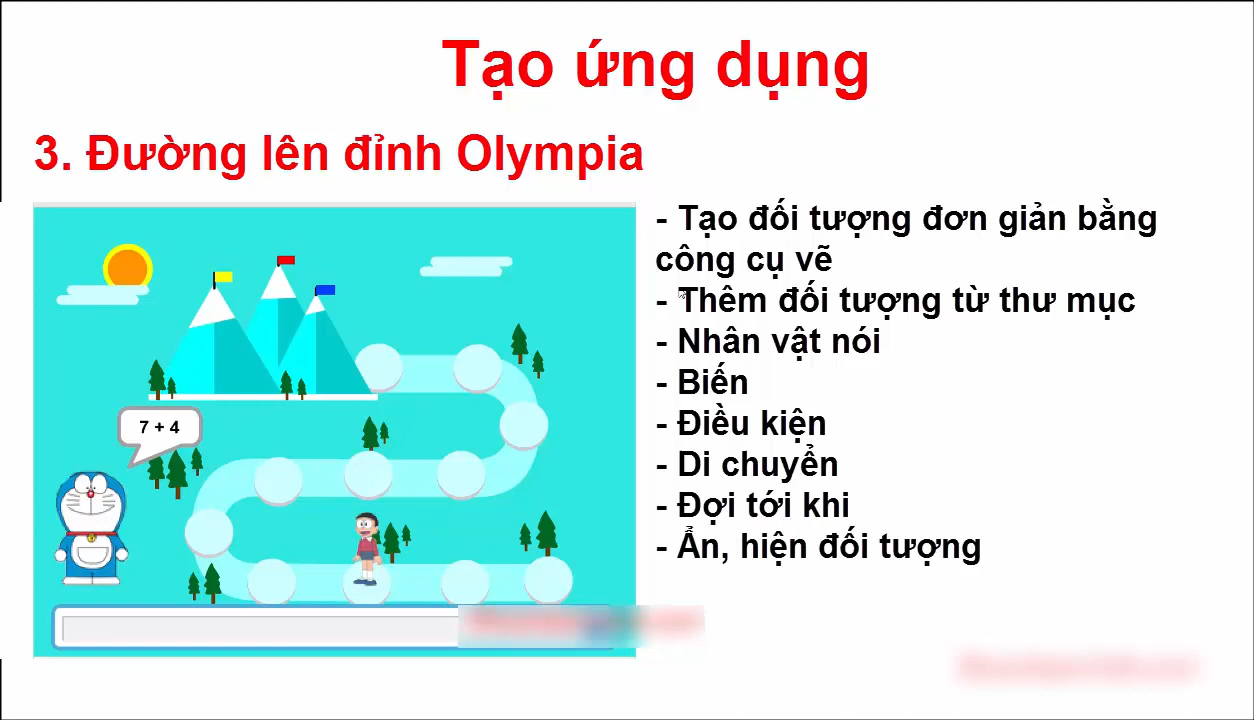 Tạo ứng dụng
3. Đường lên đỉnh Olympia
- Tạo đối tượng đơn giản bằng
công cụ vẽ
- Thêm đối tượng từ thư mục
- Nhân vật nói
- Biến
- Điều kiện
- Di chuyển
- Đợi tới khi
- Ẩn, hiện đối tượng
7 + 4